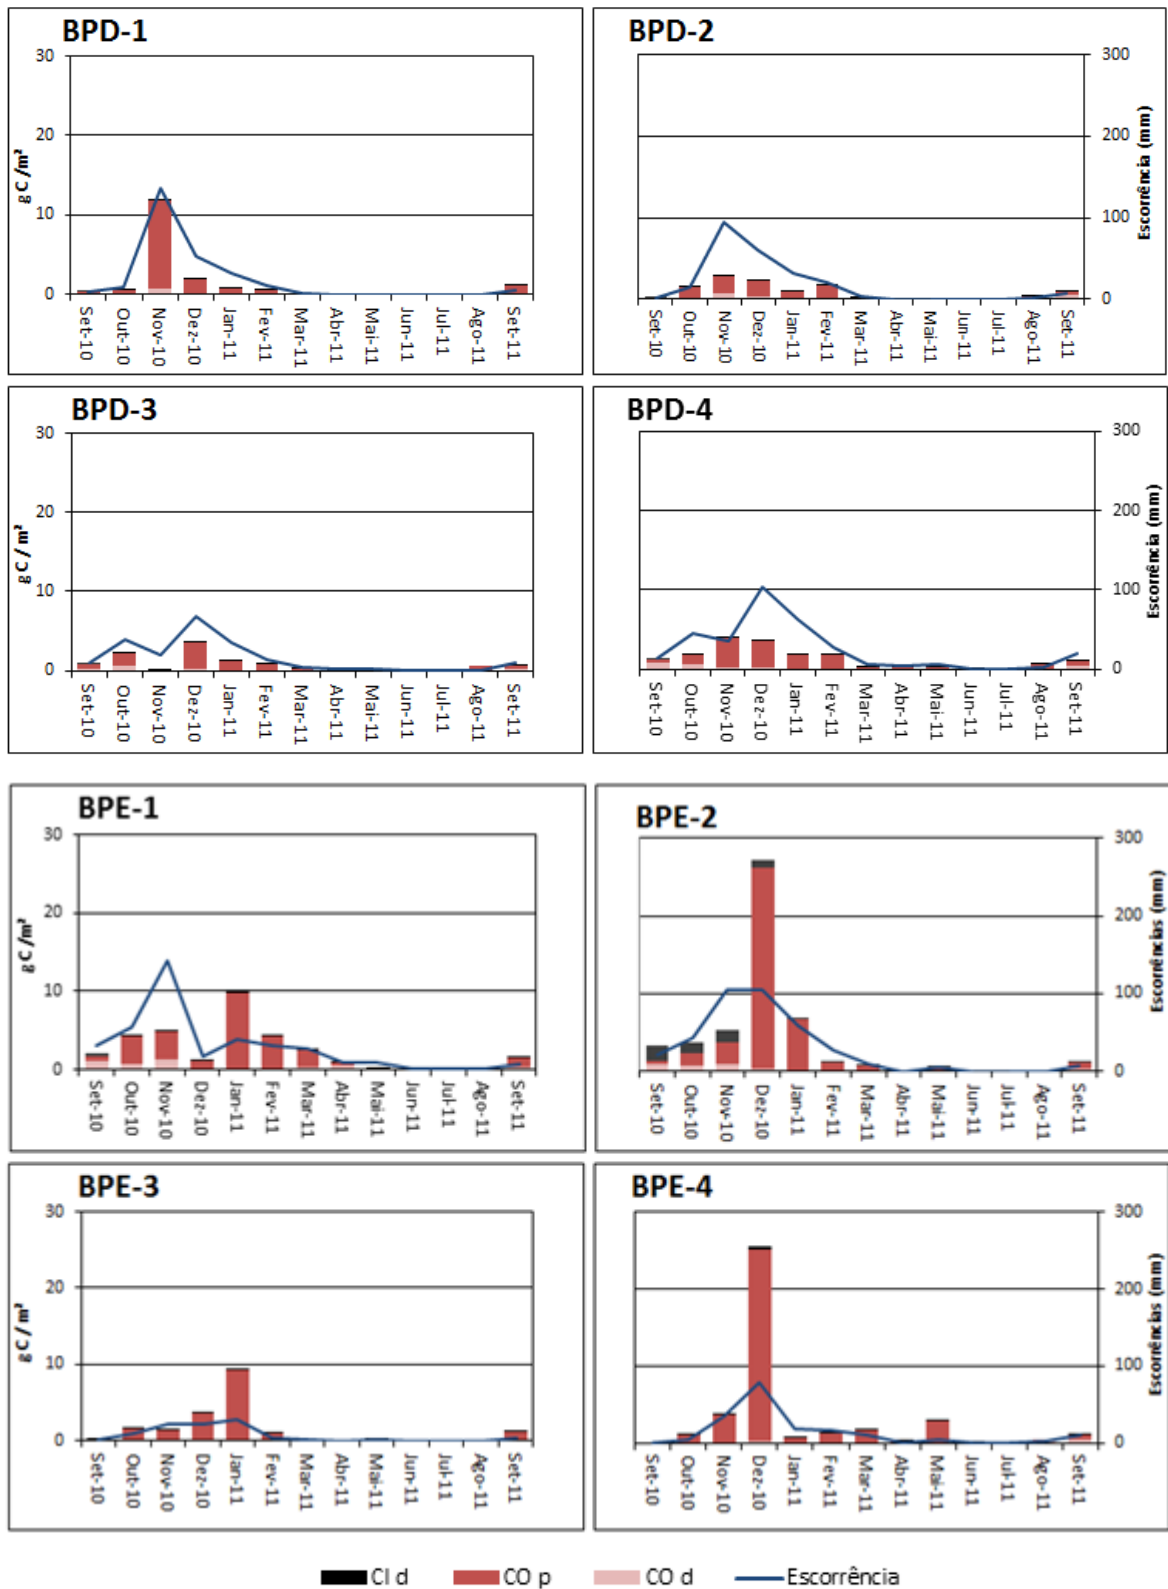 BPD-1
30
20
10
0
g C /m²
Set-10
Out-10
Nov-10
Dez-10
Jan-11
Fev-11
Mar-11
Abr-11
Mai-11
Jun-11
Jul-11
Ago-11
Set-11
BPD-2
300
200
100
0
Escorrência (mm)
Set-10
Out-10
Nov-10
Dez-10
Jan-11
Fev-11
Mar-11
Abr-11
Mai-11
Jun-11
Jul-11
Ago-11
Set-11
BPD-3
30
20
10
0
g C / m²
Set-10
Out-10
Nov-10
Dez-10
Jan-11
Fev-11
Mar-11
Abr-11
Mai-11
Jun-11
Jul-11
Ago-11
Set-11
BPD-4
300
200
100
0
Escorrência (mm)
Set-10
Out-10
Nov-10
Dez-10
Jan-11
Fev-11
Mar-11
Abr-11
Mai-11
Jun-11
Jul-11
Ago-11
Set-11
BPE-1
30
20
10
0
g C /m²
Set-10
Out-10
Nov-10
Dez-10
Jan-11
Fev-11
Mar-11
Abr-11
Mai-11
Jun-11
Jul-11
Ago-11
Set-11
BPE-2
300
200
100
0
Escorrências (mm)
Set-10
Out-10
Nov-10
Dez-10
Jan-11
Fev-11
Mar-11
Abr-11
Mai-11
Jun-11
Jul-11
Ago-11
Set-11
BPE-3
30
20
10
0
g C / m²
Set-10
Out-10
Nov-10
Dez-10
Jan-11
Fev-11
Mar-11
Abr-11
Mai-11
Jun-11
Jul-11
Ago-11
Set-11
BPE-4
300
200
100
0
Escorrências (mm)
Set-10
Out-10
Nov-10
Dez-10
Jan-11
Fev-11
Mar-11
Abr-11
Mai-11
Jun-11
Jul-11
Ago-11
Set-11
CI d CO p CO d Escorrência